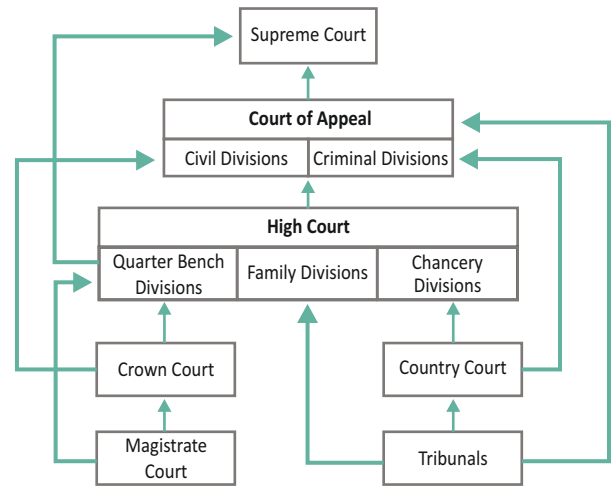 Supreme Court
Court of Appeal
Civil Divisions
Criminal Divisions
High Court
Quarter Bench
Divisions
Family Divisions
Chancery
Divisions
Crown Court
Country Court
Magistrate
Court
Tribunals